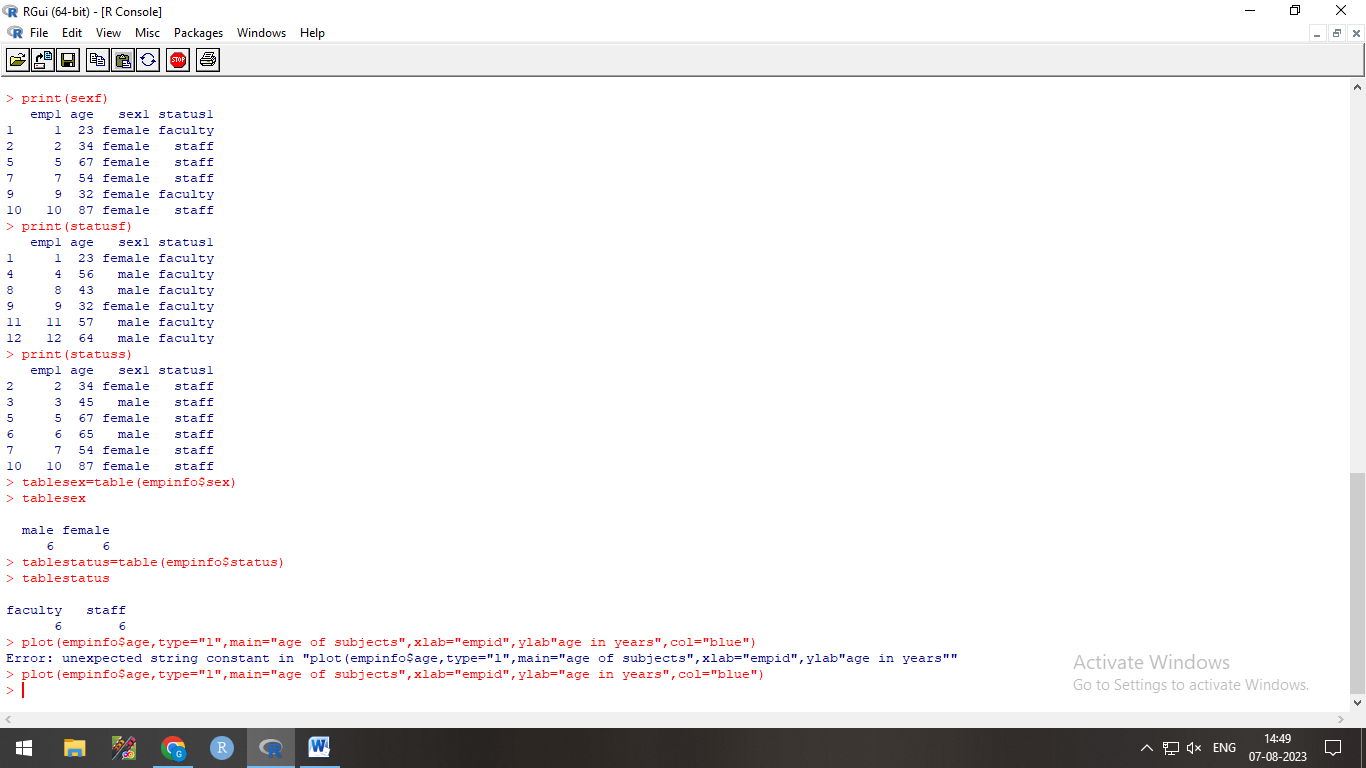 RGui (64-bit) - [R Console]
File Edit View Misc Packages Windows Help
STOP
> print(sexf)
   empl age   sex1 status1
1     1  23 female faculty
2     2  34 female   staff
5     5  67 female   staff
7     7  54 female   staff
9     9  32 female faculty
10   10  87 female   staff
> print(statusf)
   empl age   sex1 status1
1     1  23 female faculty
4     4  56   male faculty
8     8  43   male faculty
9     9  32 female faculty
11   11  57   male faculty
12   12  64   male faculty
> print(statuss)
   empl age   sex1 status1
2     2  34 female   staff
3     3  45   male   staff
5     5  67 female   staff
6     6  65   male   staff
7     7  54 female   staff
10   10  87 female   staff
> tablesex=table(empinfo$sex)
> tablesex
  male female
     6      6
> tablestatus=table(empinfo$status)
> tablestatus
faculty   staff
      6       6
> plot(empinfo$age,type="l",main="age of subjects",xlab="empid",ylab"age in years",col="blue")
Error: unexpected string constant in "plot(empinfo$age,type="l",main="age of subjects",xlab="empid",ylab"age in years""
> plot(empinfo$age,type="l",main="age of subjects",xlab="empid",ylab="age in years",col="blue")
>
Activate Windows
Go to Settings to activate Windows.
ENG
14:49
07-08-2023